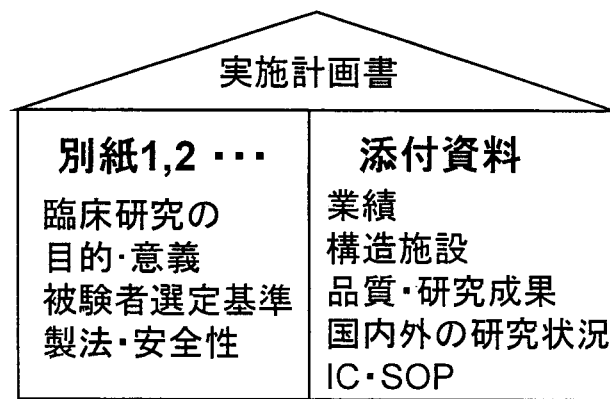 実施計画書
別紙1,2 ・・・
臨床研究の
目的・意義
被験者選定基準
製法・安全性
添付資料
業績
構造施設
品質・研究成果
国内外の研究状況
IC・SOP